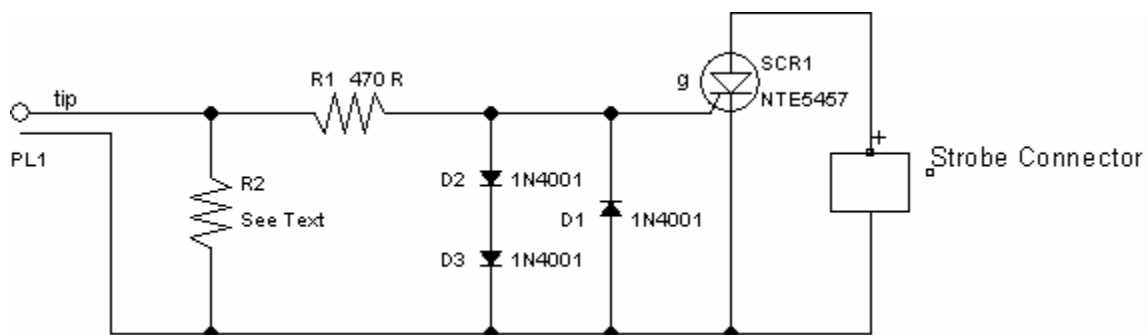 tip
PL1
R1 470 R
R2
See Text
D2 1N4001
D1 1N4001
D3 1N4001
g
SCR1
NTE5457
+
Strobe Connector